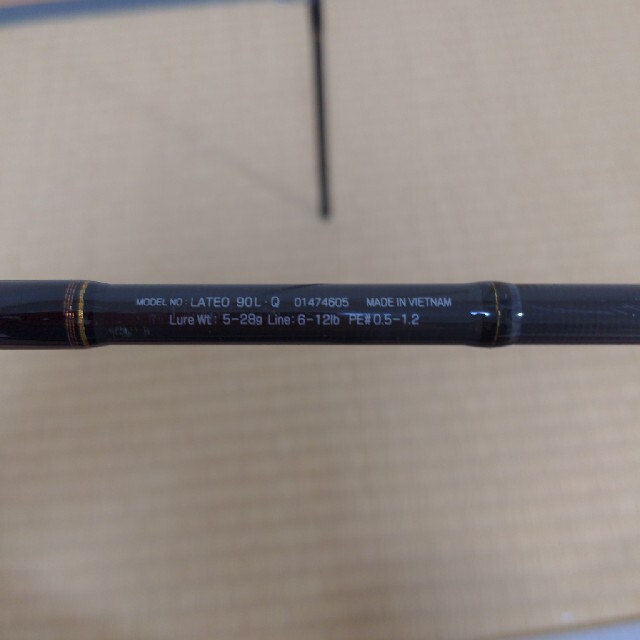 MODEL NO: LATEO 90L・Q 01474605 MADE IN VIETNAM
Lure Wt: 5-28g Line: 6-12lb PE#0.5-1.2